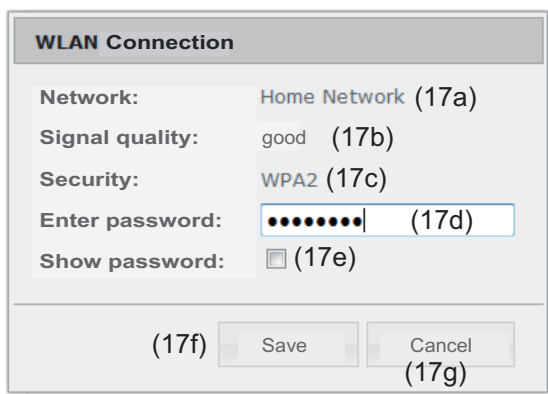 WLAN Connection
Network: Home Network (17a)
Signal quality: good (17b)
Security: WPA2 (17c)
Enter password: ●●●●●●●● (17d)
Show password: (17e)
(17f) Save Cancel
(17g)